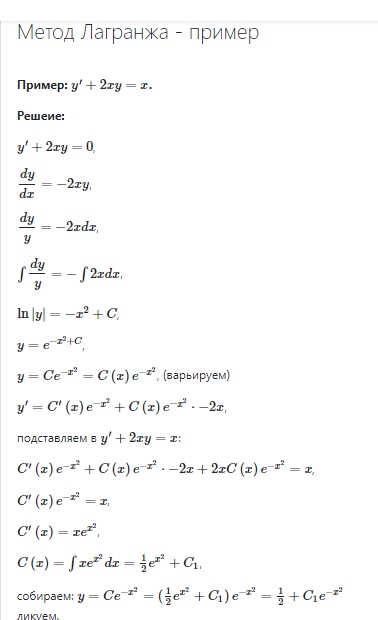 Метод Лагранжа - пример
Пример: y′ + 2xy = x.
Решеие:
y′ + 2xy = 0,
dy/dx = −2xy,
dy/y = −2xdx,
∫ dy/y = − ∫ 2xdx,
ln |y| = −x² + C,
y = e^(−x²+C),
y = Ce^(−x²) = C (x) e^(−x²), (варьируем)
y′ = C′ (x) e^(−x²) + C (x) e^(−x²) · −2x,
подставляем в y′ + 2xy = x:
C′ (x) e^(−x²) + C (x) e^(−x²) · −2x + 2xC (x) e^(−x²) = x,
C′ (x) e^(−x²) = x,
C′ (x) = xe^(x²),
C (x) = ∫ xe^(x²) dx = ½e^(x²) + C₁,
собираем: y = Ce^(−x²) = (½e^(x²) + C₁) e^(−x²) = ½ + C₁e^(−x²)
ликуем.